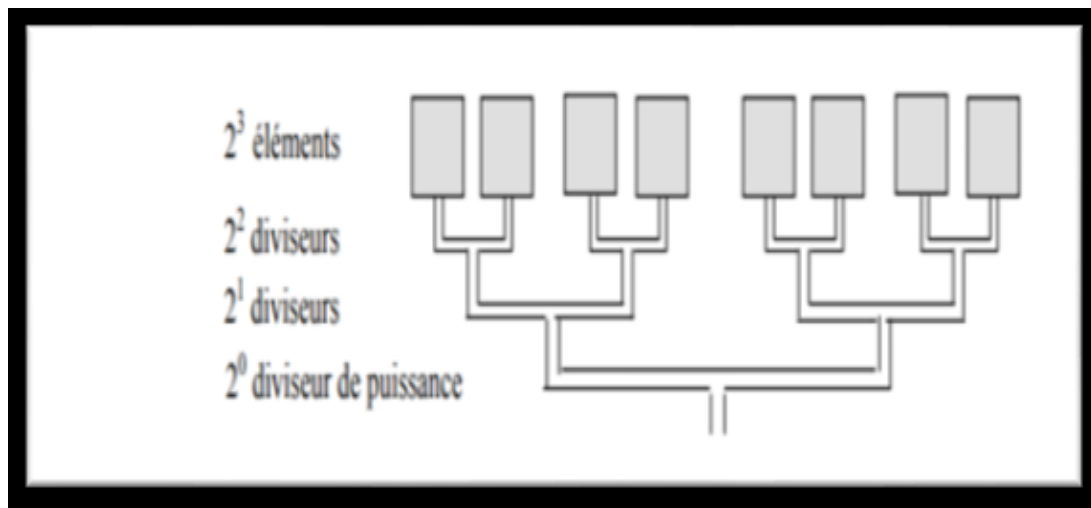 2³ éléments
2² diviseurs
2¹ diviseurs
2⁰ diviseur de puissance